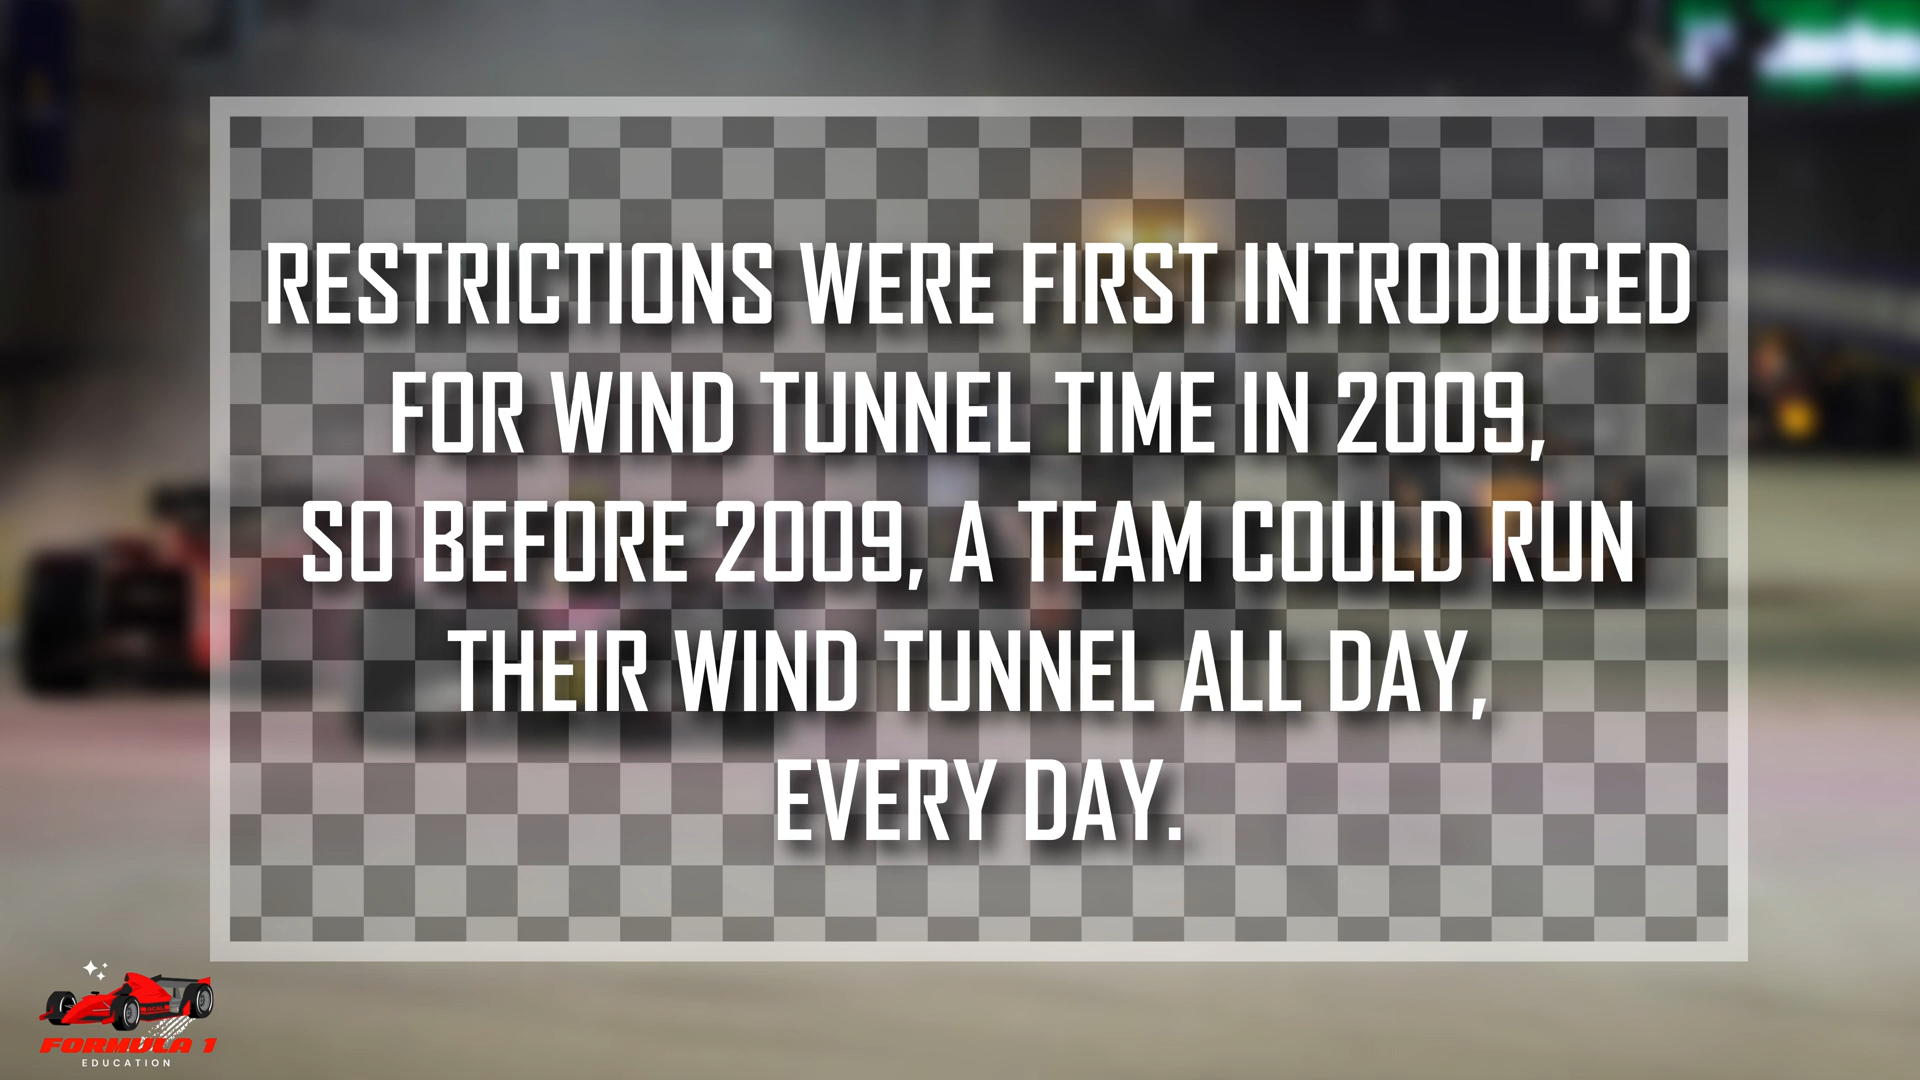 RESTRICTIONS WERE FIRST INTRODUCED
FOR WIND TUNNEL TIME IN 2009,
SO BEFORE 2009, A TEAM COULD RUN
THEIR WIND TUNNEL ALL DAY,
EVERY DAY.
FORMULA 1
EDUCATION